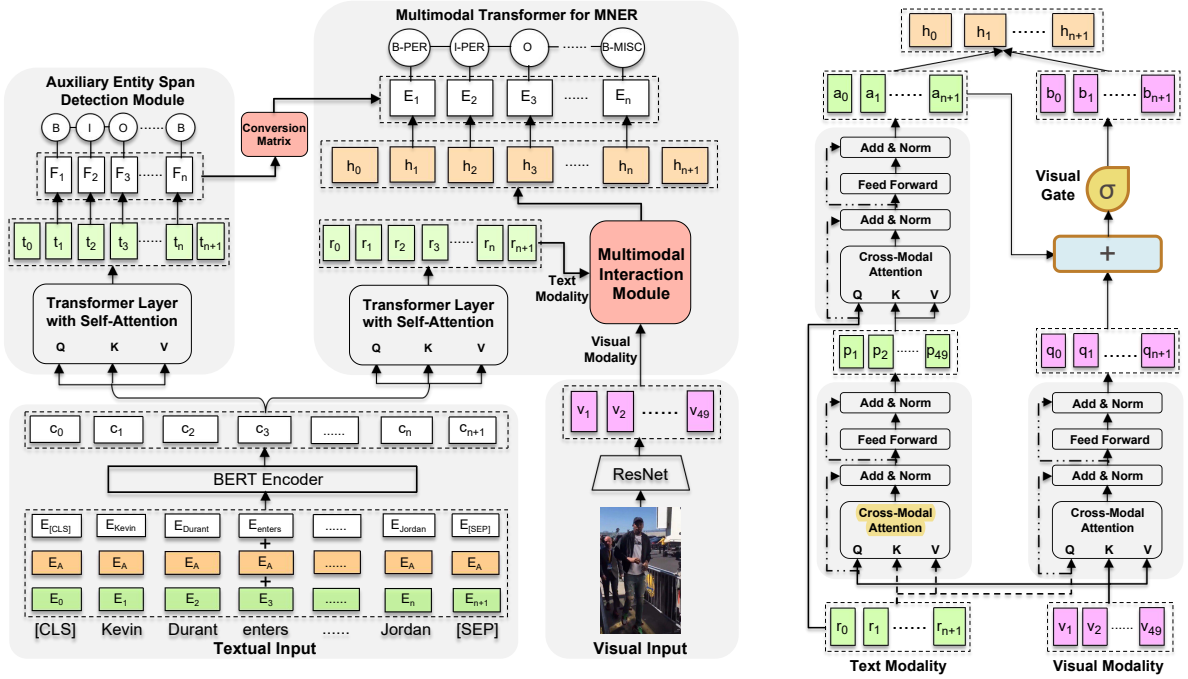 Multimodal Transformer for MNER
B-PER I-PER O ...... B-MISC
Auxiliary Entity Span
Detection Module
B I O ...... B
Conversion
Matrix
E1 E2 E3 ...... En
F1 F2 F3 ...... Fn
h0 h1 h2 h3 ...... hn hn+1
t0 t1 t2 t3 ...... tn tn+1
r0 r1 r2 r3 ...... rn rn+1
Text
Modality
Multimodal
Interaction
Module
Transformer Layer
with Self-Attention
Q K V
Transformer Layer
with Self-Attention
Q K V
Visual
Modality
c0 c1 c2 c3 ...... cn cn+1
BERT Encoder
E[CLS] EKevin EDurant Eenters ...... EJordan E[SEP]
+
EA EA EA EA ...... EA EA
+
E0 E1 E2 E3 ...... En En+1
[CLS] Kevin Durant enters ...... Jordan [SEP]
Textual Input
v1 v2 ...... v49
ResNet
Visual Input
h0 h1 ...... hn+1
a0 a1 ...... an+1
b0 b1 ...... bn+1
Add & Norm
Feed Forward
Add & Norm
Cross-Modal
Attention
Q K V
Visual
Gate
σ
+
p1 p2 ...... p49
q0 q1 ...... qn+1
Add & Norm
Feed Forward
Add & Norm
Cross-Modal
Attention
Q K V
Add & Norm
Feed Forward
Add & Norm
Cross-Modal
Attention
Q K V
r0 r1 ...... rn+1
Text Modality
v1 v2 ...... v49
Visual Modality